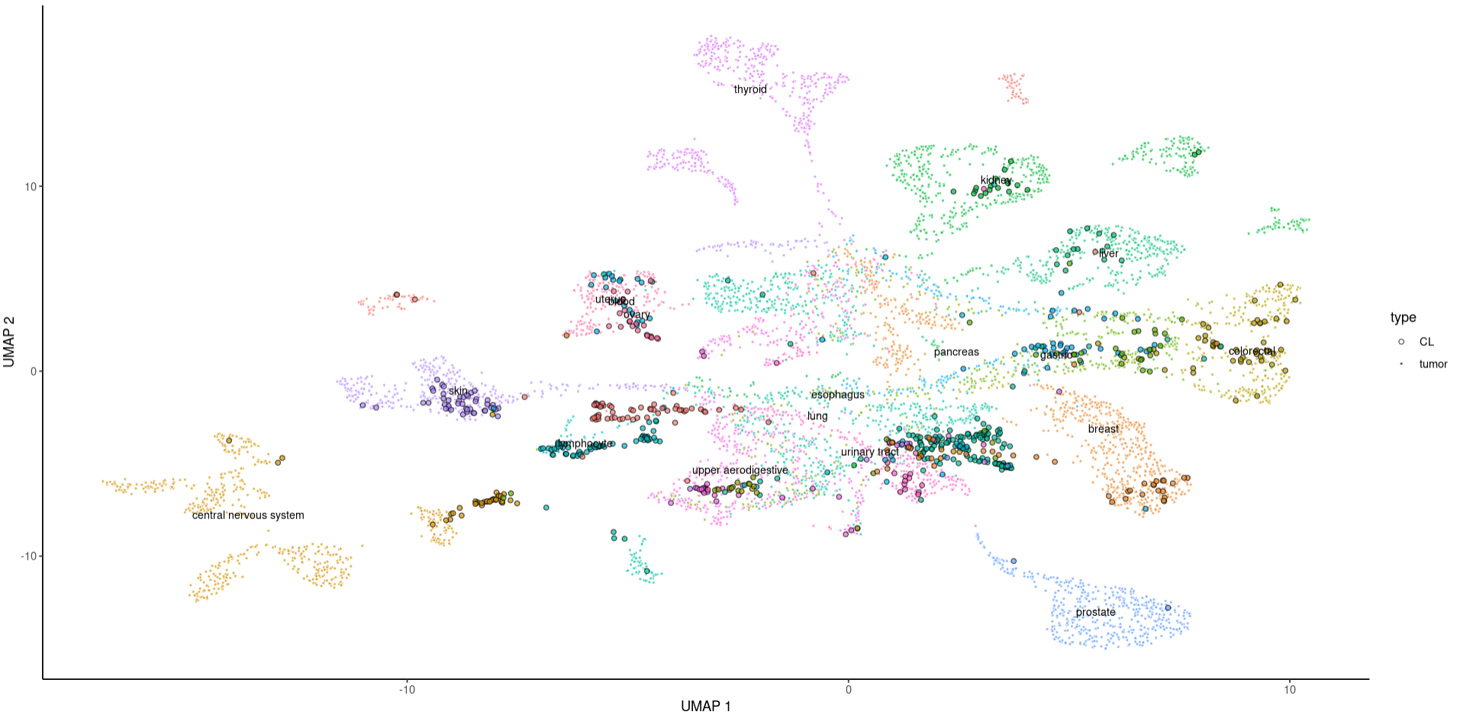 thyroid
10
kidney
liver
uterus
blood
ovary
type
CL
tumor
UMAP 2
0
pancreas
gastric
colorectal
skin
esophagus
lung
breast
lymphocyte
urinary tract
upper aerodigestive
central nervous system
-10
prostate
-10
0
10
UMAP 1